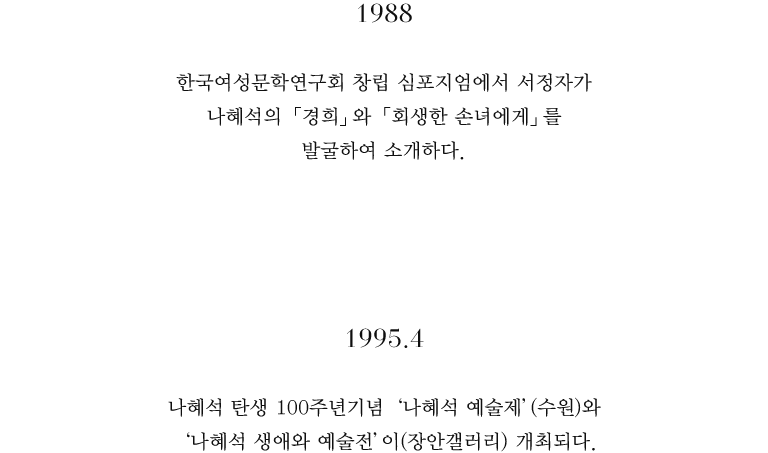 1988
한국여성문학연구회 창립 심포지엄에서 서정자가
나혜석의 「경희」와 「회생한 손녀에게」를
발굴하여 소개하다.
1995.4
나혜석 탄생 100주년기념 ‘나혜석 예술제’(수원)와
‘나혜석 생애와 예술전’이(장안갤러리) 개최되다.